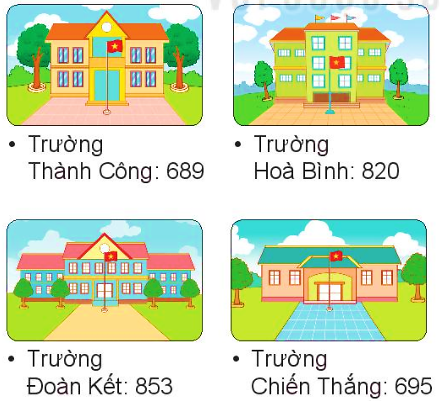 • Trường
Thành Công: 689
• Trường
Hoà Bình: 820
• Trường
Đoàn Kết: 853
• Trường
Chiến Thắng: 695